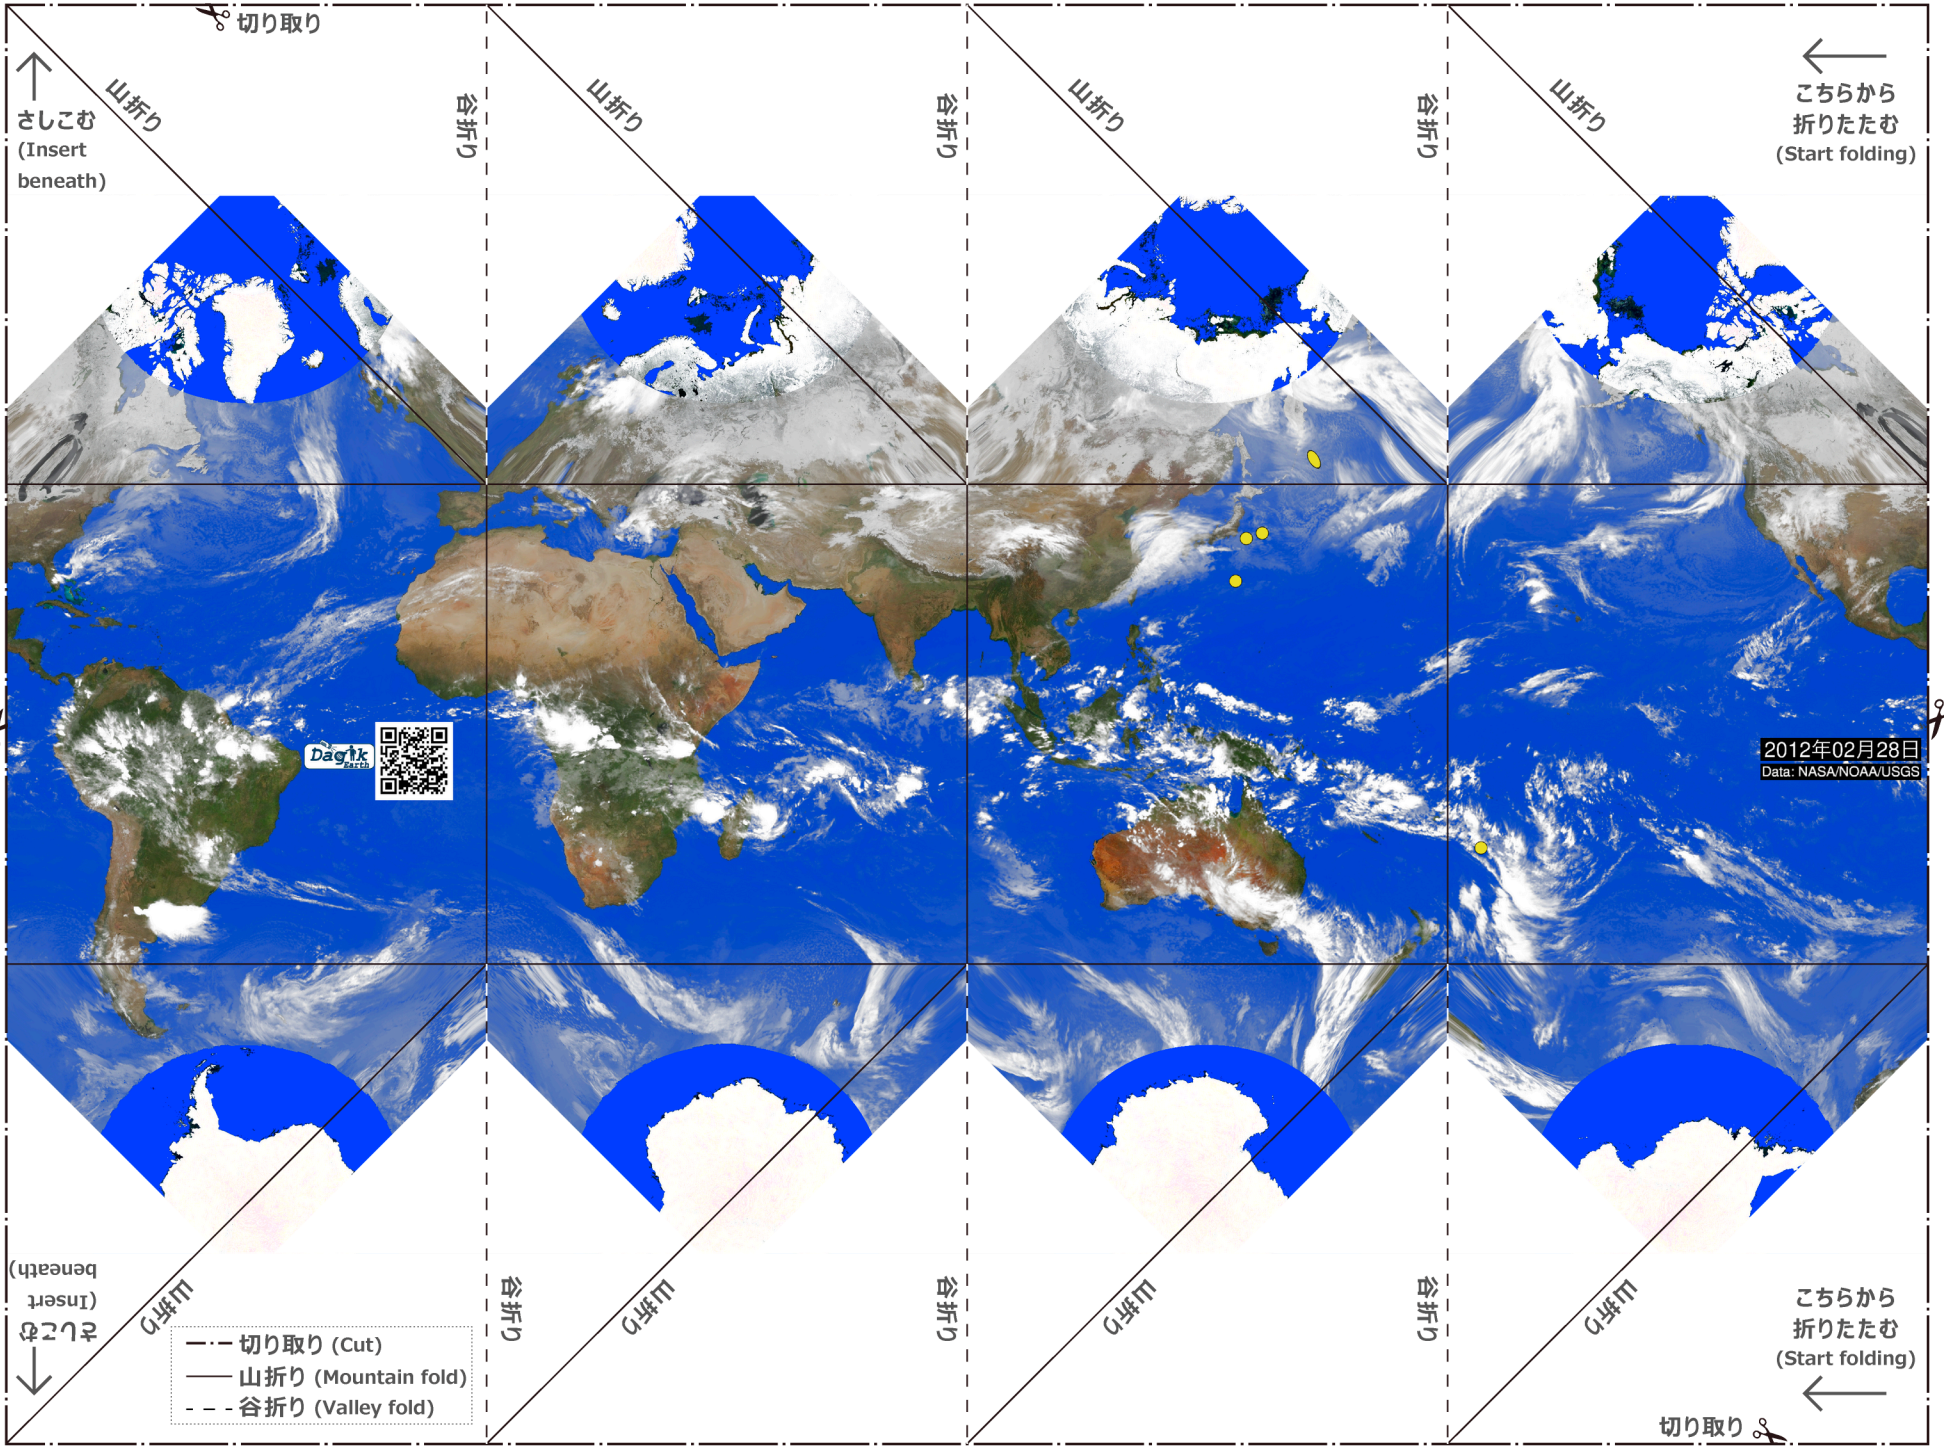 切り取り
山折り
谷折り
山折り
谷折り
山折り
谷折り
山折り
さしこむ
(Insert
beneath)
こちらから
折りたたむ
(Start folding)
Dagik
Earth
2012年02月28日
Data: NASA/NOAA/USGS
さしこむ
(Insert
beneath)
山折り
谷折り
山折り
谷折り
山折り
谷折り
山折り
こちらから
折りたたむ
(Start folding)
切り取り (Cut)
山折り (Mountain fold)
谷折り (Valley fold)
切り取り